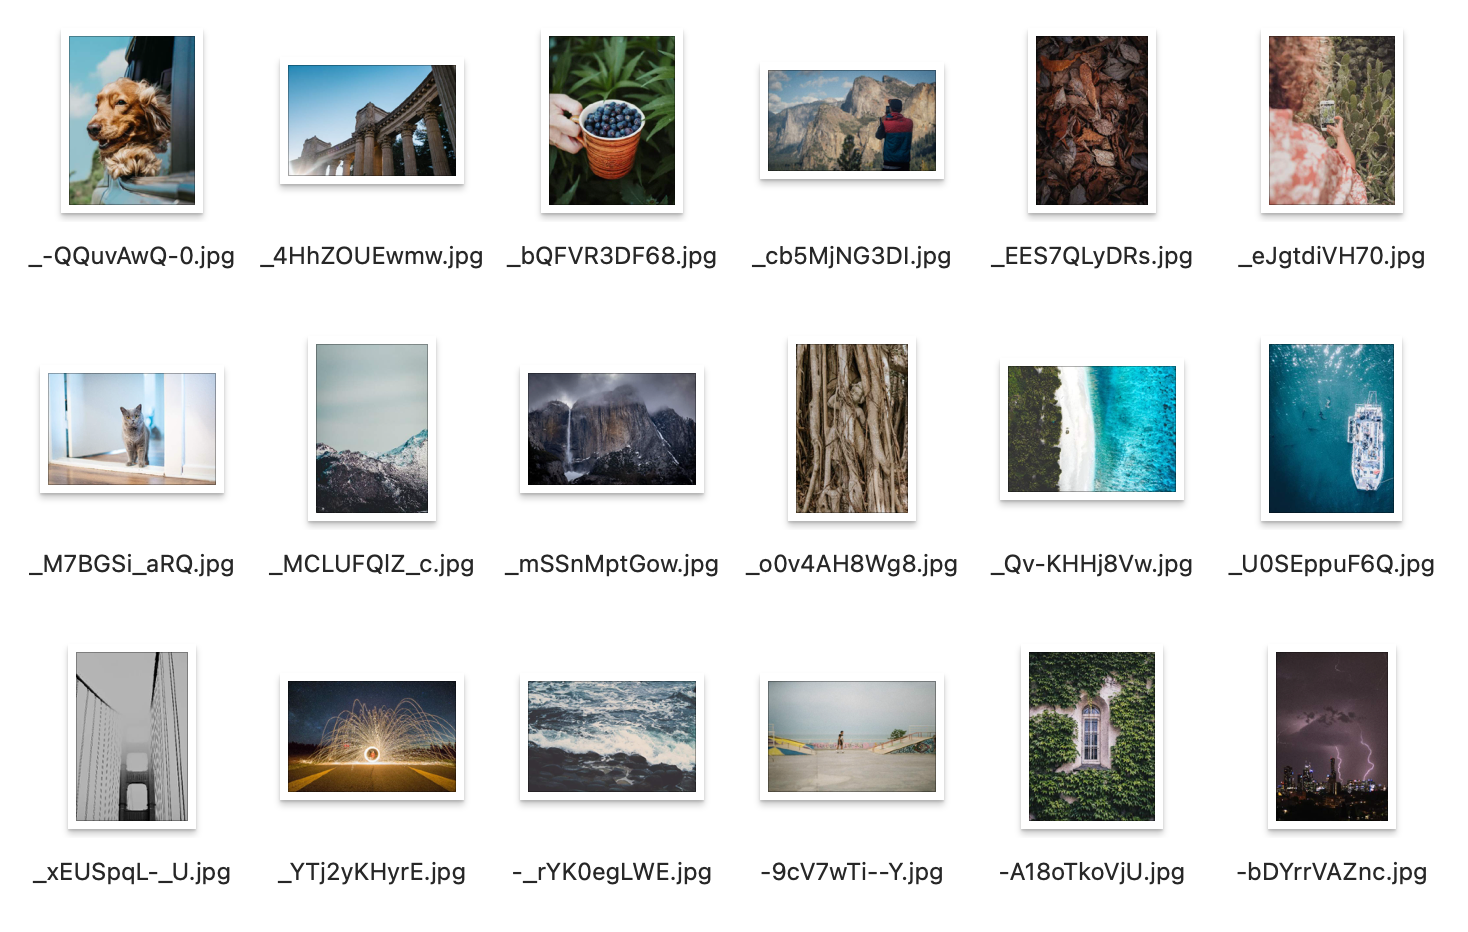 _-QQuvAwQ-0.jpg _4HhZOUEwmw.jpg _bQFVR3DF68.jpg _cb5MjNG3DI.jpg _EES7QLyDRs.jpg _eJgtdiVH70.jpg
_M7BGSi_aRQ.jpg _MCLUFQlZ_c.jpg _mSSnMptGow.jpg _o0v4AH8Wg8.jpg _Qv-KHHj8Vw.jpg _U0SEppuF6Q.jpg
_xEUSpqL-_U.jpg _YTj2yKHyrE.jpg -_rYK0egLWE.jpg -9cV7wTi--Y.jpg -A18oTkoVjU.jpg -bDYrrVAZnc.jpg